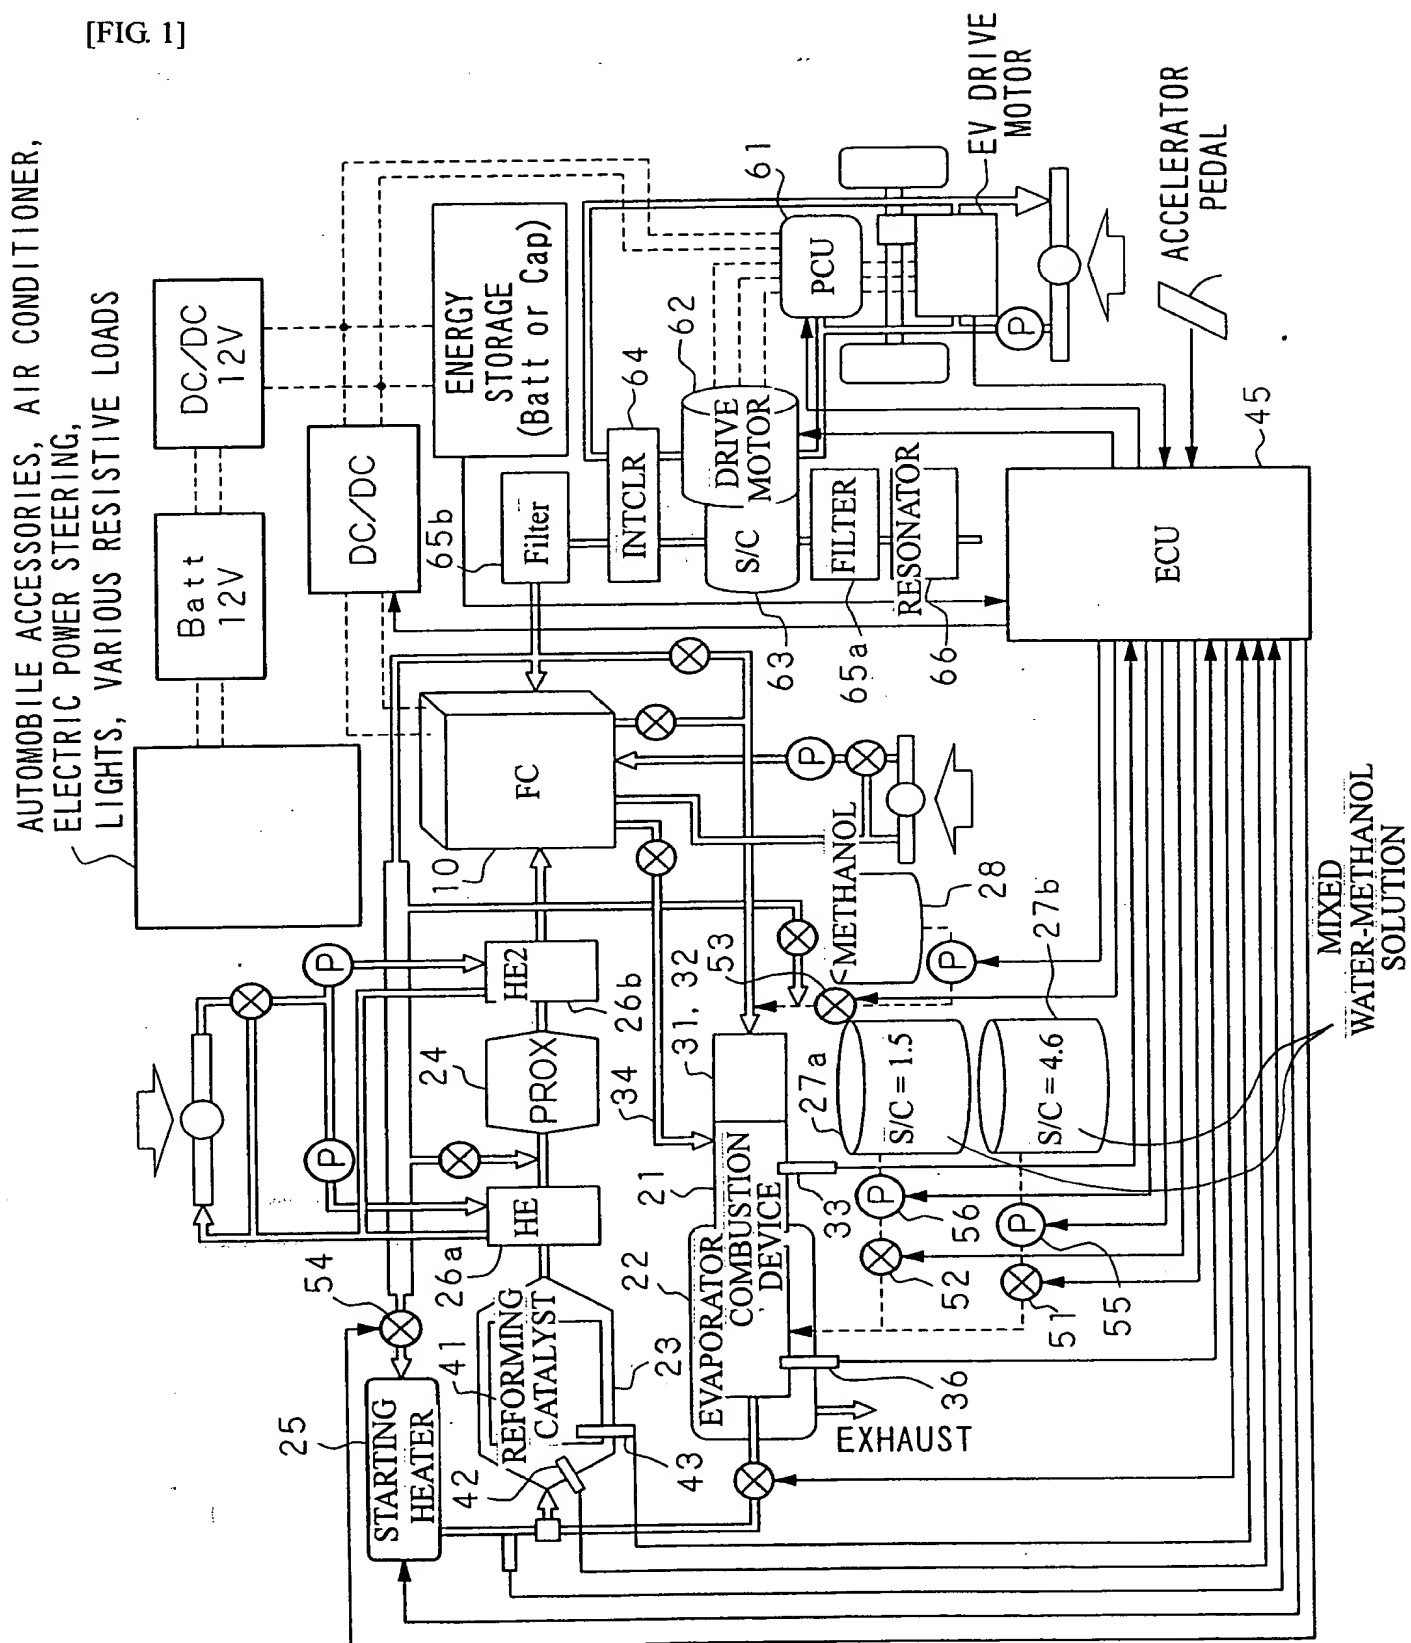 [FIG. 1]
AUTOMOBILE ACCESSORIES, AIR CONDITIONER,
ELECTRIC POWER STEERING,
LIGHTS, VARIOUS RESISTIVE LOADS
DC/DC
12V
Batt
12V
DC/DC
ENERGY
STORAGE
(Batt or Cap)
65b
Filter
INTCLR
64
62
DRIVE
MOTOR
S/C
63
FILTER
65a
RESONATOR
66
PCU
61
EV DRIVE
MOTOR
P
ACCELERATOR
PEDAL
45
ECU
FC
10
P
METHANOL
28
P
53
P
HE2
26b
24
PROX
P
HE
26a
54
25
STARTING
HEATER
41
REFORMING
CATALYST
42
43
23
34
31, 32
21
22
EVAPORATOR
COMBUSTION
DEVICE
33
36
EXHAUST
27a
S/C = 1.5
27b
S/C = 4.6
P
56
52
P
55
51
MIXED
WATER-METHANOL
SOLUTION